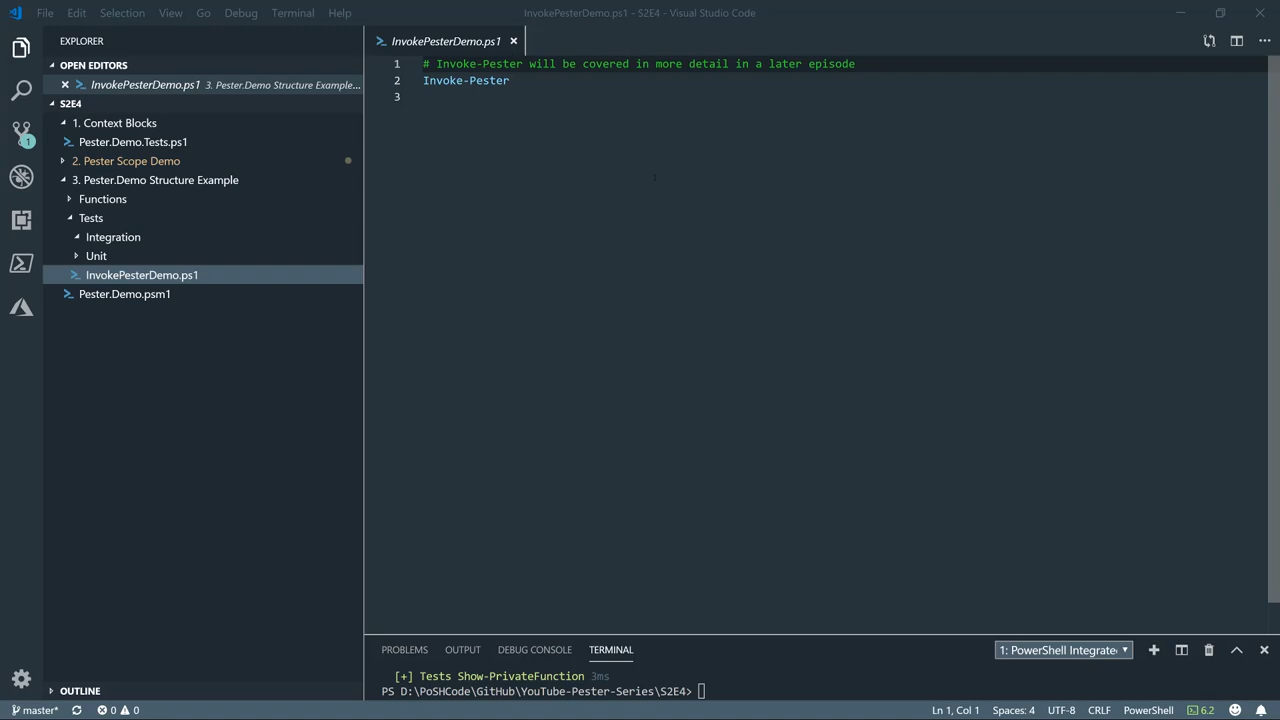 File Edit Selection View Go Debug Terminal Help
InvokePesterDemo.ps1 - S2E4 - Visual Studio Code
EXPLORER
OPEN EDITORS
InvokePesterDemo.ps1 3. Pester.Demo Structure Example...
S2E4
1. Context Blocks
Pester.Demo.Tests.ps1
2. Pester Scope Demo
3. Pester.Demo Structure Example
Functions
Tests
Integration
Unit
InvokePesterDemo.ps1
Pester.Demo.psm1
OUTLINE
InvokePesterDemo.ps1
1 # Invoke-Pester will be covered in more detail in a later episode
2 Invoke-Pester
3
PROBLEMS OUTPUT DEBUG CONSOLE TERMINAL
1: PowerShell Integrate
[+] Tests Show-PrivateFunction 3ms
PS D:\PoSHCode\GitHub\YouTube-Pester-Series\S2E4>
1
master* 0 0
Ln 1, Col 1 Spaces: 4 UTF-8 CRLF PowerShell 6.2